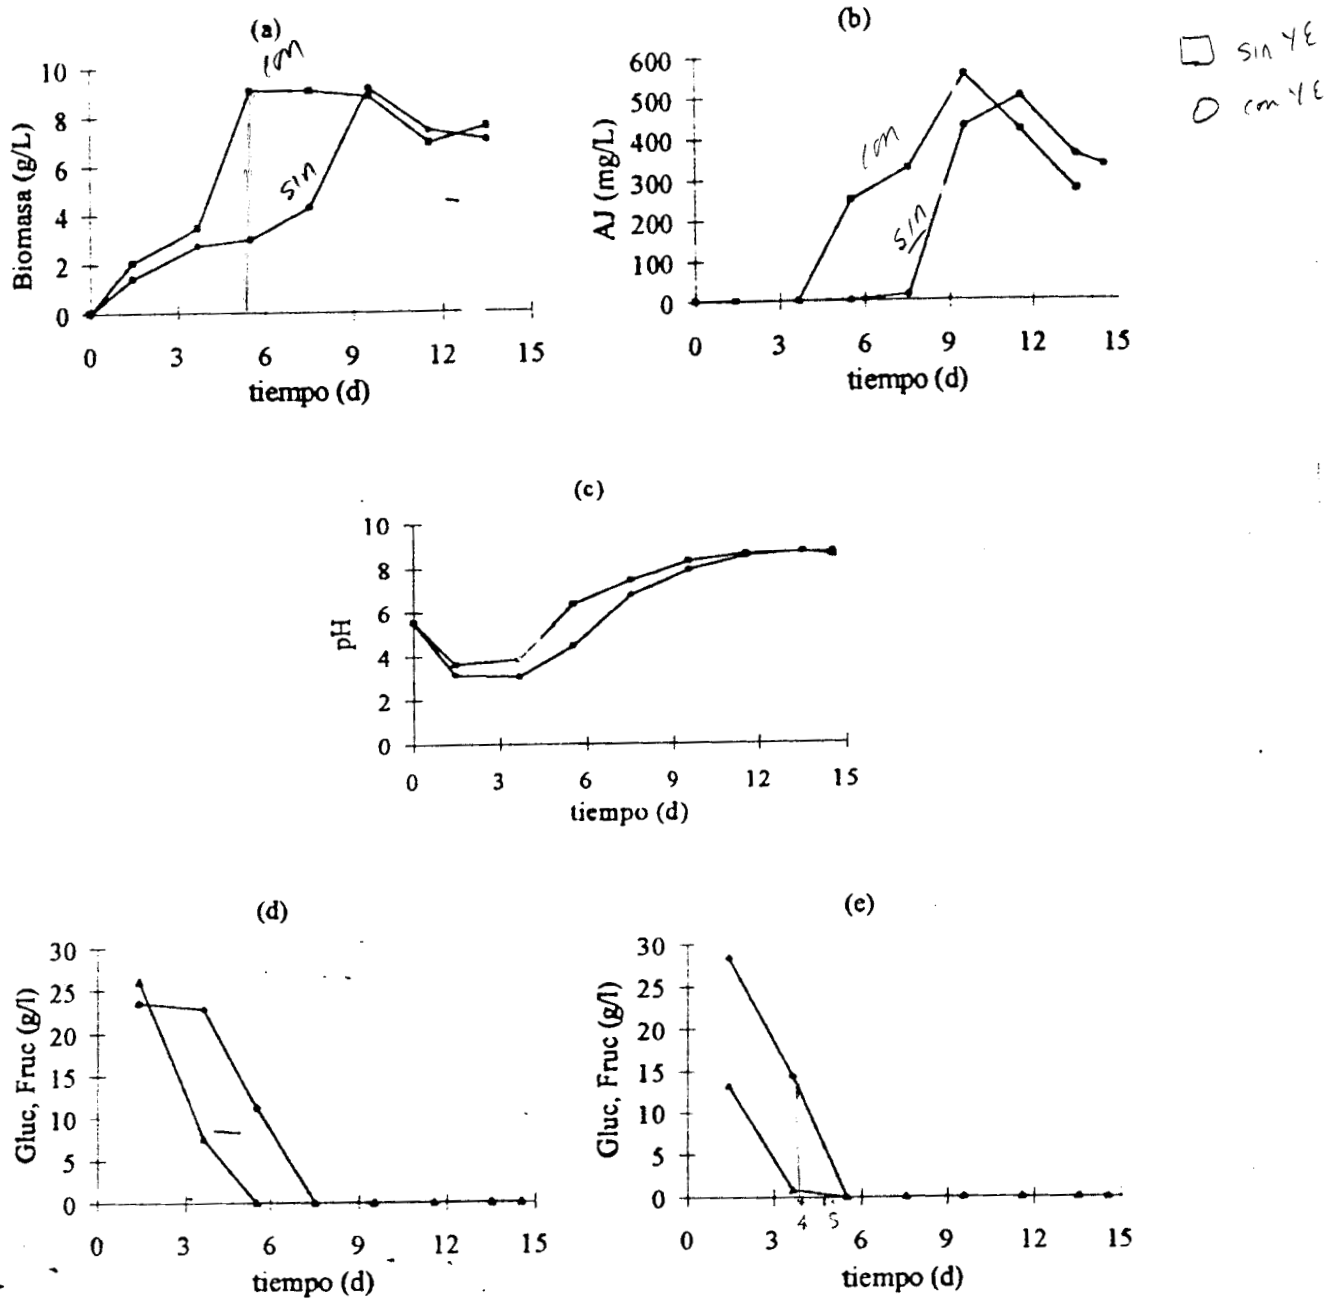 (a)
con
10
8
6
4
2
0
Biomasa (g/L)
sin
0 3 6 9 12 15
tiempo (d)
(b)
600
500
400
300
200
100
0
AJ (mg/L)
con
sin
0 3 6 9 12 15
tiempo (d)
sin YE
con YE
(c)
10
8
6
4
2
0
pH
0 3 6 9 12 15
tiempo (d)
(d)
30
25
20
15
10
5
0
Gluc, Fruc (g/l)
0 3 6 9 12 15
tiempo (d)
(e)
30
25
20
15
10
5
0
Gluc, Fruc (g/l)
4 5
0 3 6 9 12 15
tiempo (d)